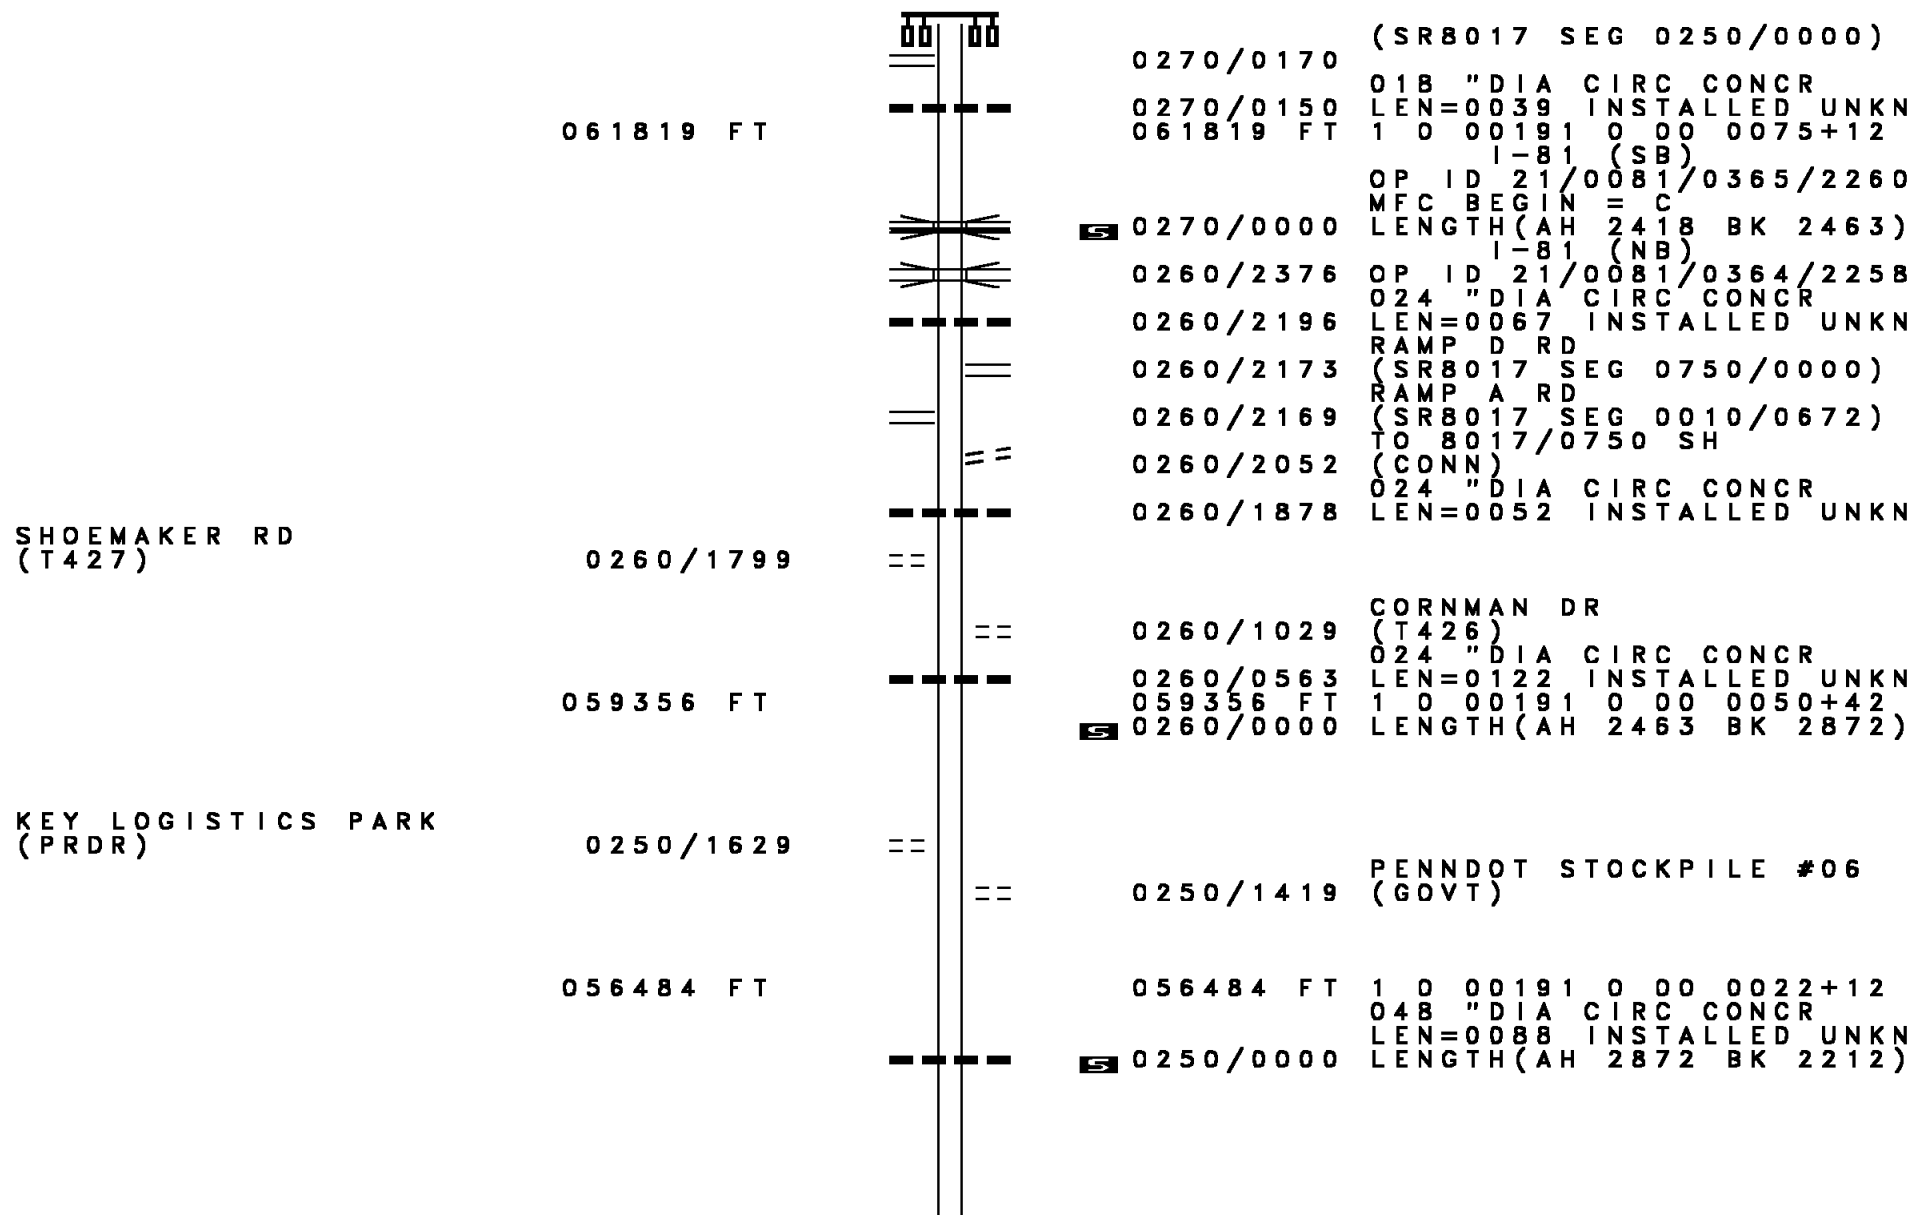 (SR8017 SEG 0250/0000)
0270/0170
018 "DIA CIRC CONCR
0270/0150 LEN=0039 INSTALLED UNKN
061819 FT 061819 FT 1 0 00191 0 00 0075+12
I-81 (SB)
OP ID 21/0081/0365/2260
MFC BEGIN = C
S 0270/0000 LENGTH(AH 2418 BK 2463)
I-81 (NB)
0260/2376 OP ID 21/0081/0364/2258
024 "DIA CIRC CONCR
0260/2196 LEN=0067 INSTALLED UNKN
RAMP D RD
0260/2173 (SR8017 SEG 0750/0000)
RAMP A RD
0260/2169 (SR8017 SEG 0010/0672)
TO 8017/0750 SH
0260/2052 (CONN)
024 "DIA CIRC CONCR
0260/1878 LEN=0052 INSTALLED UNKN
SHOEMAKER RD
(T427) 0260/1799
CORNMAN DR
0260/1029 (T426)
024 "DIA CIRC CONCR
0260/0563 LEN=0122 INSTALLED UNKN
059356 FT 059356 FT 1 0 00191 0 00 0050+42
S 0260/0000 LENGTH(AH 2463 BK 2872)
KEY LOGISTICS PARK
(PRDR) 0250/1629
PENNDOT STOCKPILE #06
0250/1419 (GOVT)
056484 FT 056484 FT 1 0 00191 0 00 0022+12
048 "DIA CIRC CONCR
LEN=0088 INSTALLED UNKN
S 0250/0000 LENGTH(AH 2872 BK 2212)